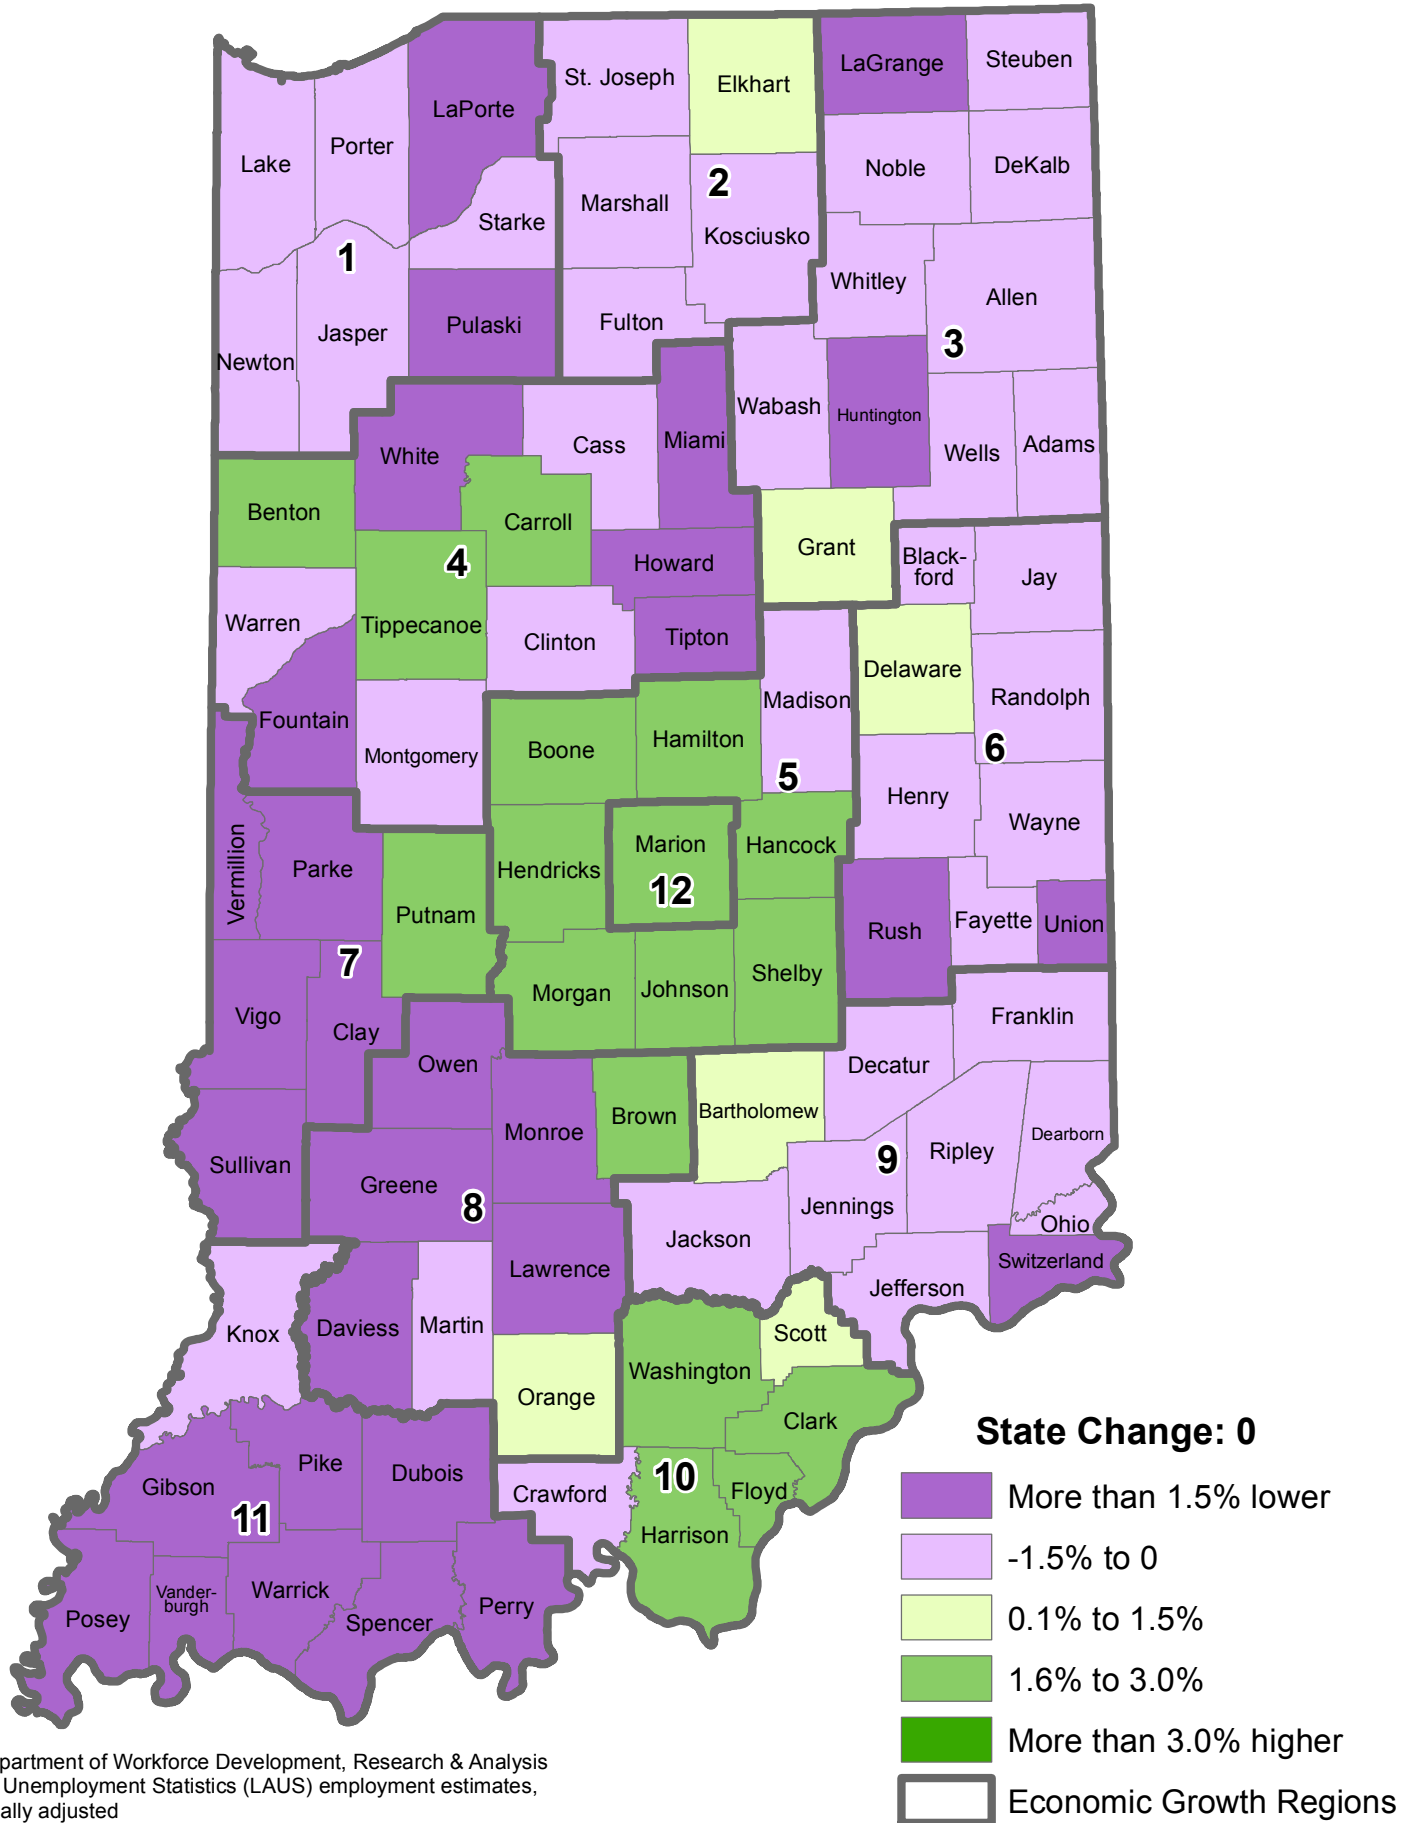 LaGrange
Steuben
St. Joseph
Elkhart
LaPorte
Porter
Lake
Noble
DeKalb
2
Marshall
Starke
Kosciusko
1
Whitley
Allen
Jasper
Pulaski
Fulton
3
Newton
Wabash
Huntington
White
Cass
Miami
Wells
Adams
Benton
Carroll
Grant
4
Howard
Black-
ford
Jay
Warren
Tippecanoe
Clinton
Tipton
Delaware
Randolph
Madison
Fountain
Montgomery
Boone
Hamilton
6
5
Henry
Wayne
Marion
Hancock
Vermillion
Parke
Hendricks
12
Putnam
Rush
Fayette
Union
7
Morgan
Johnson
Shelby
Vigo
Clay
Franklin
Owen
Decatur
Brown
Bartholomew
Monroe
Dearborn
Sullivan
Greene
9
Ripley
8
Jennings
Jackson
Ohio
Lawrence
Switzerland
Jefferson
Knox
Daviess
Martin
Scott
Washington
Orange
Clark
Pike
Dubois
10
Gibson
Crawford
Floyd
11
Harrison
Vander-
burgh
Warrick
Posey
Spencer
Perry
State Change: 0
More than 1.5% lower
-1.5% to 0
0.1% to 1.5%
1.6% to 3.0%
More than 3.0% higher
Economic Growth Regions
partment of Workforce Development, Research & Analysis
Unemployment Statistics (LAUS) employment estimates,
ally adjusted